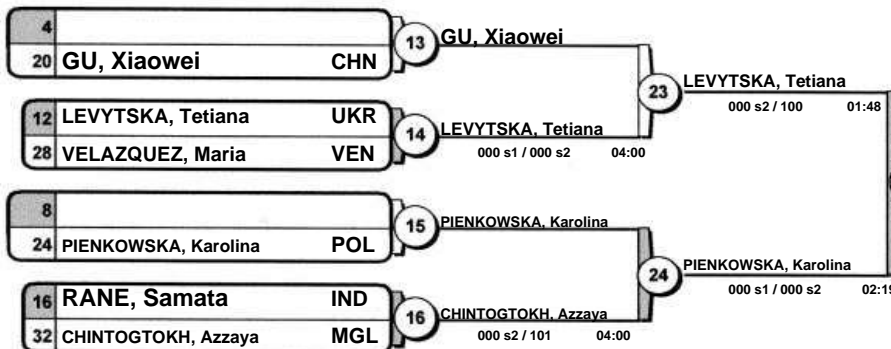 4
20 GU, Xiaowei CHN
13 GU, Xiaowei
12 LEVYTSKA, Tetiana UKR
28 VELAZQUEZ, Maria VEN
14 LEVYTSKA, Tetiana
000 s1 / 000 s2 04:00
23 LEVYTSKA, Tetiana
000 s2 / 100 01:48
8
24 PIENKOWSKA, Karolina POL
15 PIENKOWSKA, Karolina
16 RANE, Samata IND
32 CHINTOGTOKH, Azzaya MGL
16 CHINTOGTOKH, Azzaya
000 s2 / 101 04:00
24 PIENKOWSKA, Karolina
000 s1 / 000 s2 02:19